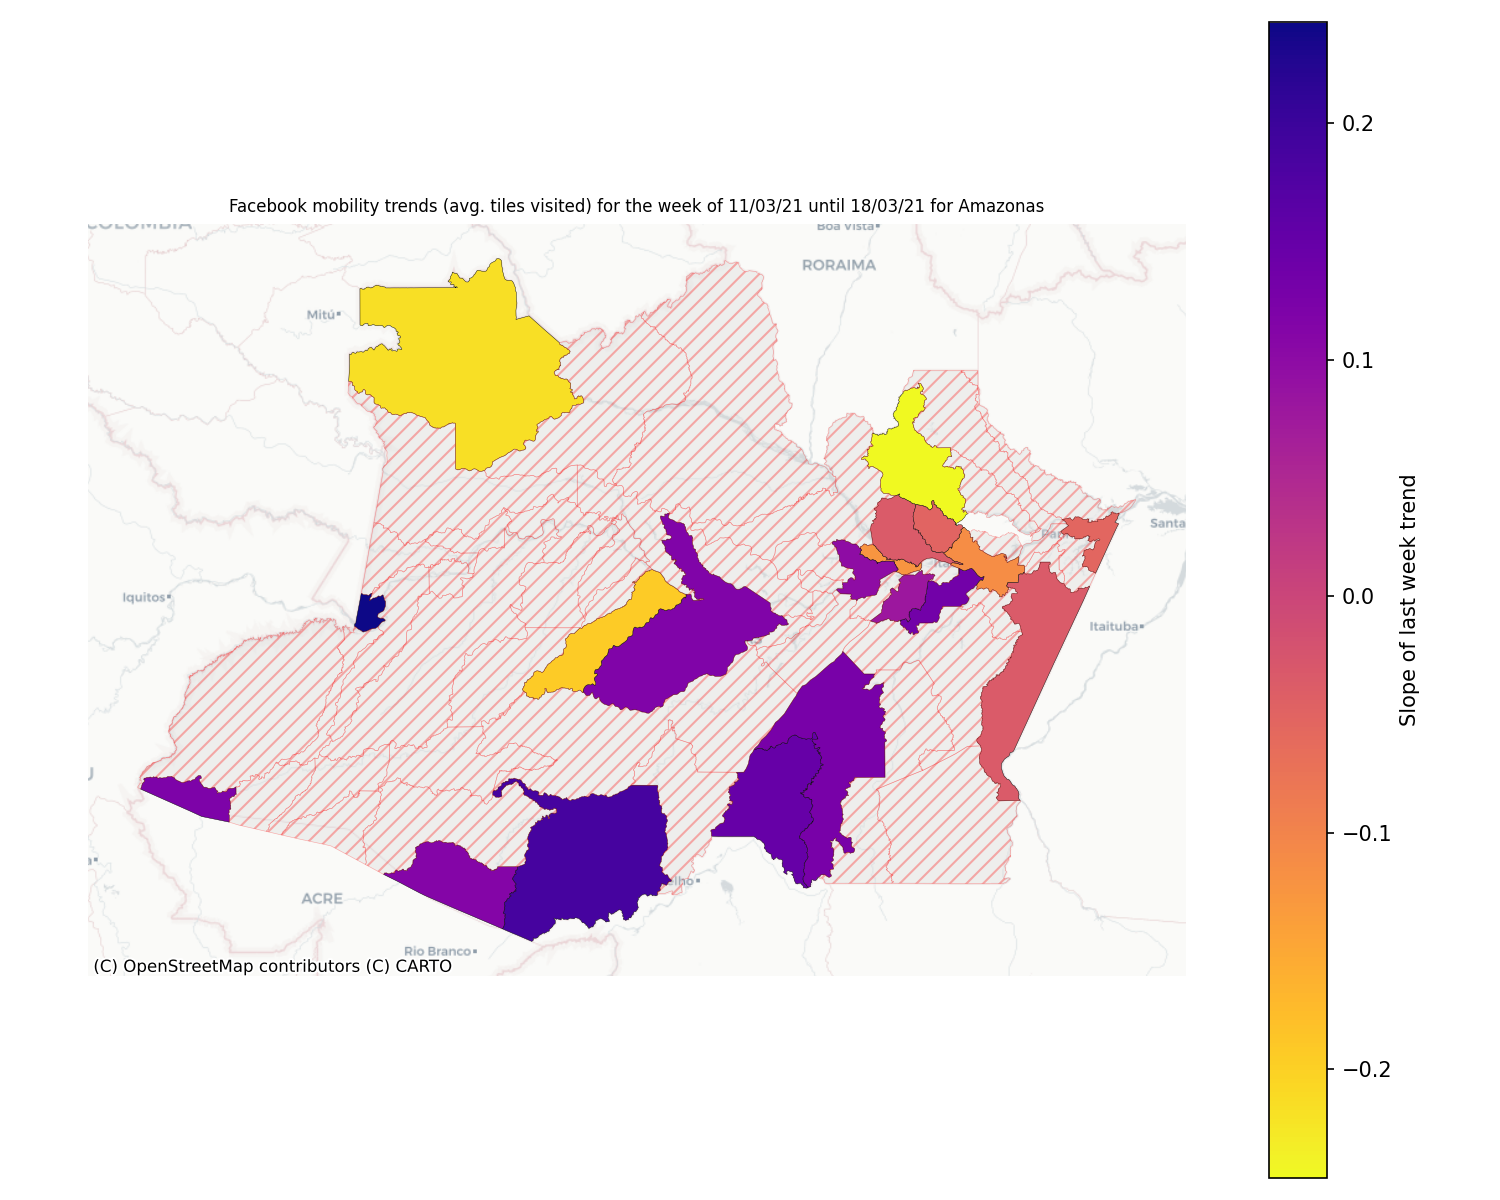 Facebook mobility trends (avg. tiles visited) for the week of 11/03/21 until 18/03/21 for Amazonas
COLOMBIA
Boa Vista
RORAIMA
Mitú
Santa
Iquitos
Itaituba
ACRE
Rio Branco
(C) OpenStreetMap contributors (C) CARTO
0.2
0.1
0.0
−0.1
−0.2
Slope of last week trend